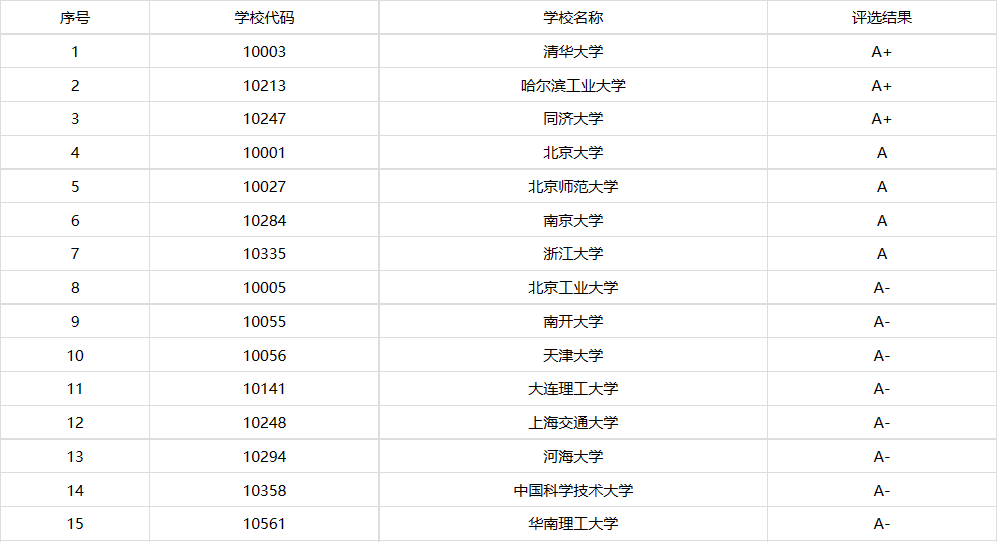 序号 学校代码 学校名称 评选结果
1 10003 清华大学 A+
2 10213 哈尔滨工业大学 A+
3 10247 同济大学 A+
4 10001 北京大学 A
5 10027 北京师范大学 A
6 10284 南京大学 A
7 10335 浙江大学 A
8 10005 北京工业大学 A-
9 10055 南开大学 A-
10 10056 天津大学 A-
11 10141 大连理工大学 A-
12 10248 上海交通大学 A-
13 10294 河海大学 A-
14 10358 中国科学技术大学 A-
15 10561 华南理工大学 A-